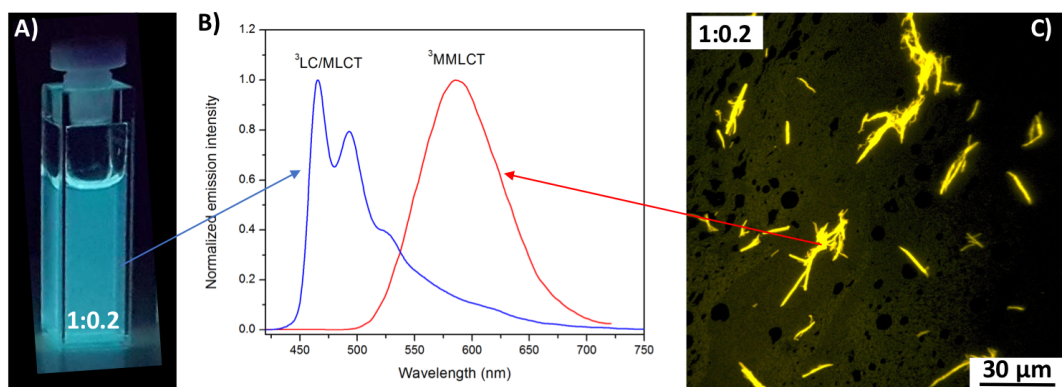 A)
1:0.2
B)
Normalized emission intensity
1.2
1.0
0.8
0.6
0.4
0.2
0.0
³LC/MLCT
³MMLCT
450
500
550
600
650
700
750
Wavelength (nm)
1:0.2
C)
30 µm